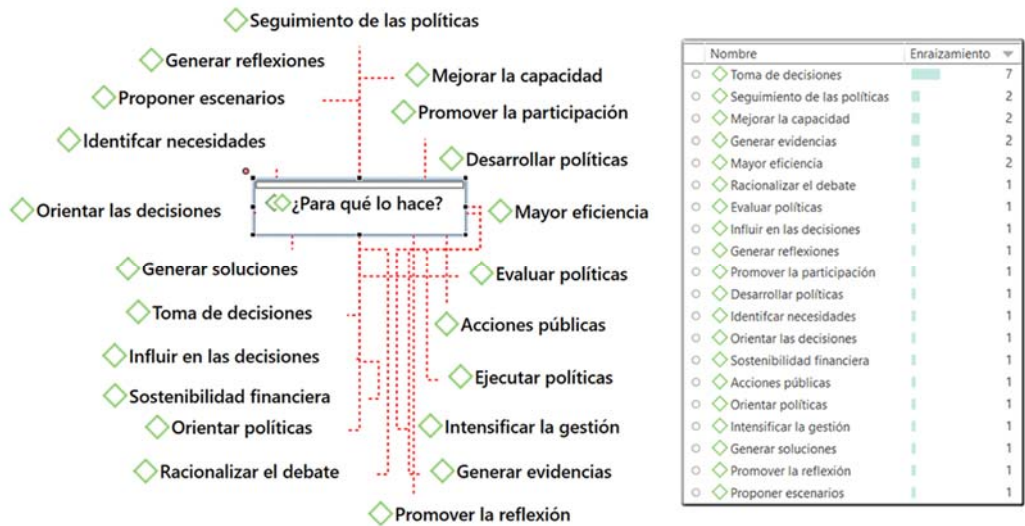 Seguimiento de las políticas
Generar reflexiones
Mejorar la capacidad
Proponer escenarios
Promover la participación
Identifcar necesidades
Desarrollar políticas
¿Para qué lo hace?
Orientar las decisiones
Mayor eficiencia
Generar soluciones
Evaluar políticas
Toma de decisiones
Acciones públicas
Influir en las decisiones
Ejecutar políticas
Sostenibilidad financiera
Orientar políticas
Intensificar la gestión
Racionalizar el debate
Generar evidencias
Promover la reflexión
Nombre Enraizamiento
Toma de decisiones 7
Seguimiento de las políticas 2
Mejorar la capacidad 2
Generar evidencias 2
Mayor eficiencia 2
Racionalizar el debate 1
Evaluar políticas 1
Influir en las decisiones 1
Generar reflexiones 1
Promover la participación 1
Desarrollar políticas 1
Identifcar necesidades 1
Orientar las decisiones 1
Sostenibilidad financiera 1
Acciones públicas 1
Orientar políticas 1
Intensificar la gestión 1
Generar soluciones 1
Promover la reflexión 1
Proponer escenarios 1